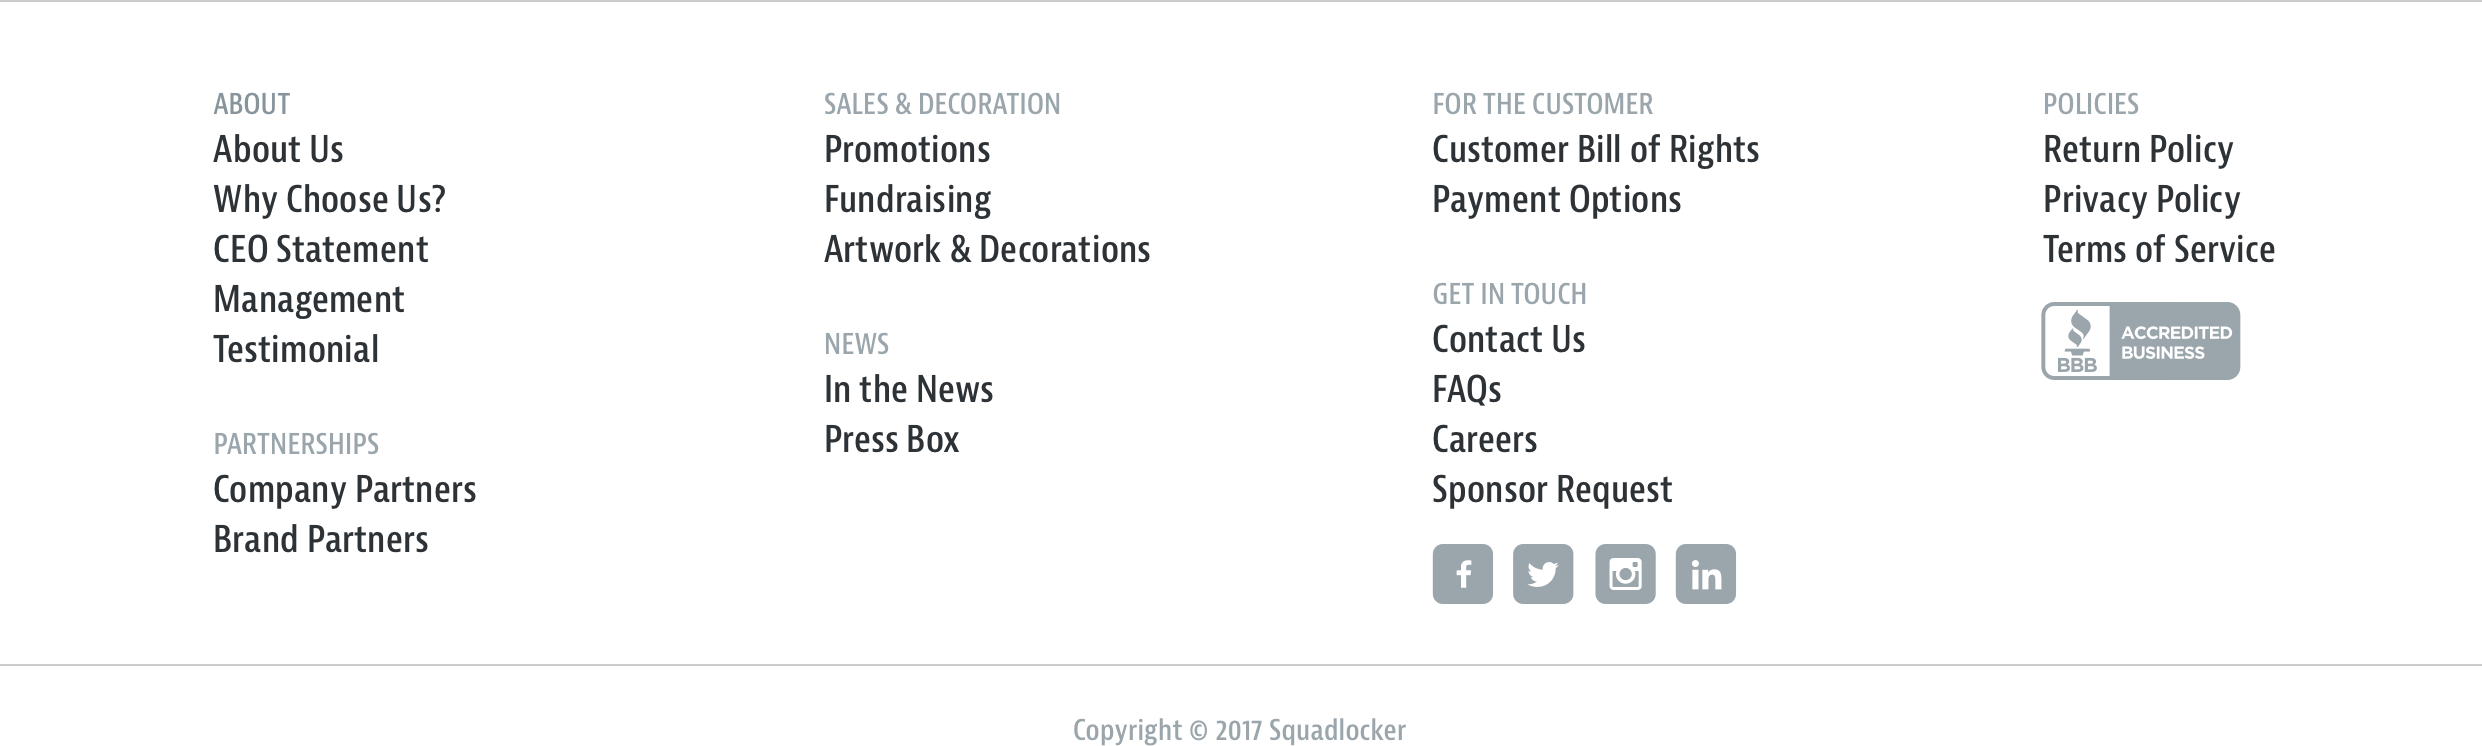 ABOUT
About Us
Why Choose Us?
CEO Statement
Management
Testimonial
PARTNERSHIPS
Company Partners
Brand Partners
SALES & DECORATION
Promotions
Fundraising
Artwork & Decorations
NEWS
In the News
Press Box
FOR THE CUSTOMER
Customer Bill of Rights
Payment Options
GET IN TOUCH
Contact Us
FAQs
Careers
Sponsor Request
f
in
POLICIES
Return Policy
Privacy Policy
Terms of Service
BBB
ACCREDITED
BUSINESS
Copyright © 2017 Squadlocker